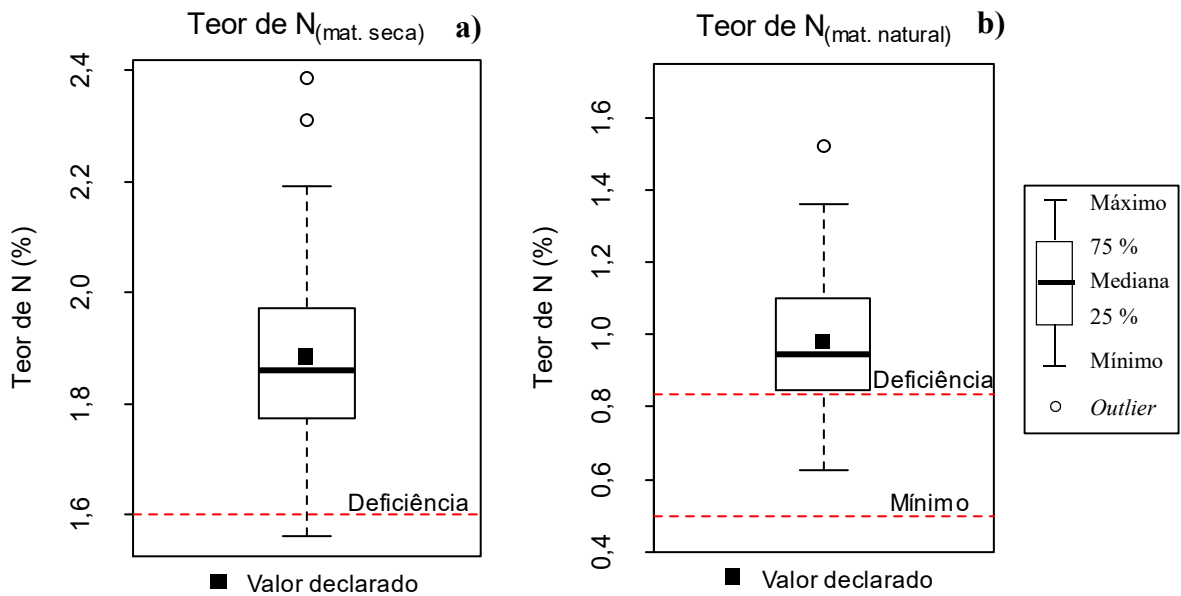 Teor de N(mat. seca) a)
2,4
2,2
2,0
1,8
1,6
Teor de N (%)
Deficiência
■ Valor declarado
Teor de N(mat. natural) b)
1,6
1,4
1,2
1,0
0,8
0,6
0,4
Teor de N (%)
Deficiência
Mínimo
■ Valor declarado
Máximo
75 %
Mediana
25 %
Mínimo
Outlier